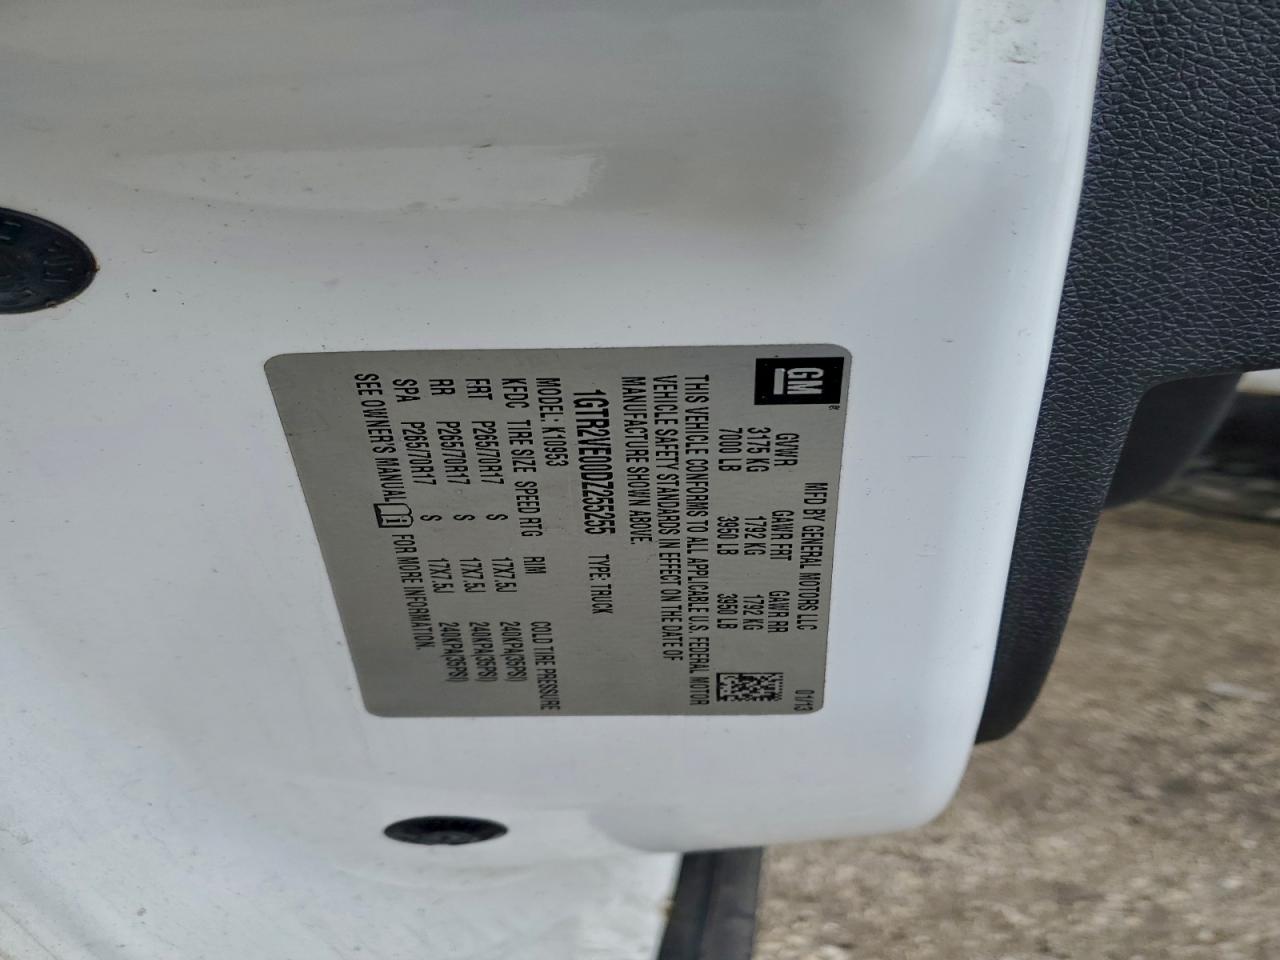 GM
MFD BY GENERAL MOTORS LLC 01/13
GVWR GAWR FRT GAWR RR
3175 KG 1792 KG 1792 KG
7000 LB 3950 LB 3950 LB
THIS VEHICLE CONFORMS TO ALL APPLICABLE U.S. FEDERAL MOTOR
VEHICLE SAFETY STANDARDS IN EFFECT ON THE DATE OF
MANUFACTURE SHOWN ABOVE.
1GTR2VE00DZ255255 TYPE: TRUCK
MODEL: K10953
KFDC TIRE SIZE SPEED RTG RIM COLD TIRE PRESSURE
FRT P265/70R17 S 17X7.5J 240KPA(35PSI)
RR P265/70R17 S 17X7.5J 240KPA(35PSI)
SPA P265/70R17 S 17X7.5J 240KPA(35PSI)
SEE OWNER'S MANUAL FOR MORE INFORMATION.